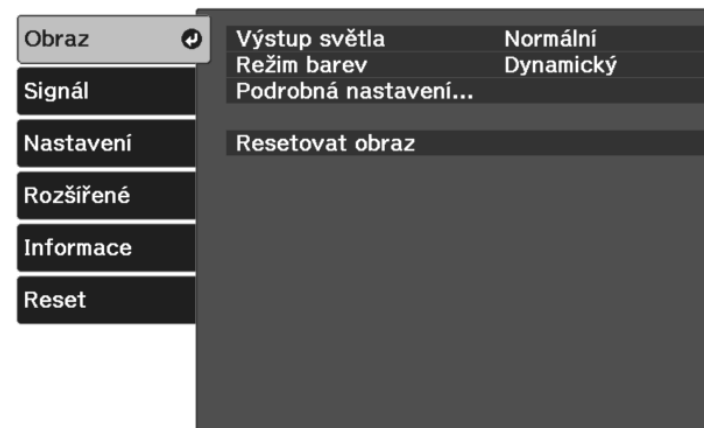 Obraz
Signál
Nastavení
Rozšířené
Informace
Reset
Výstup světla Normální
Režim barev Dynamický
Podrobná nastavení...
Resetovat obraz